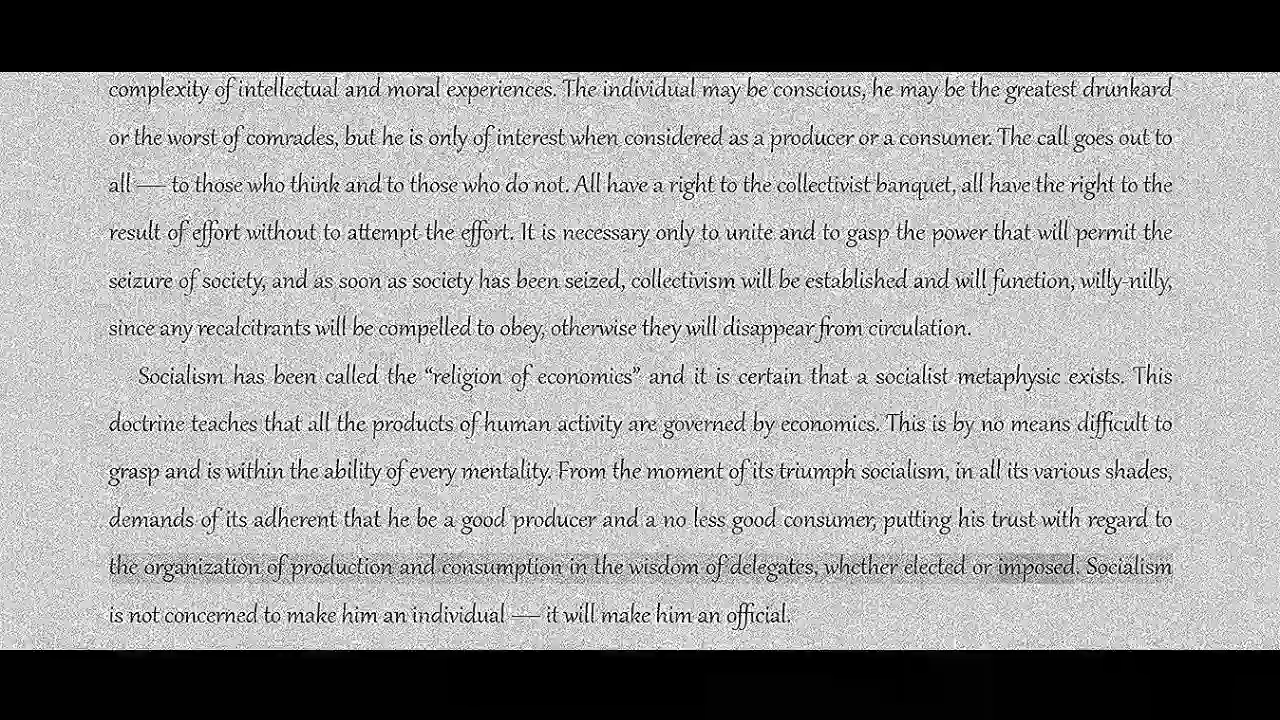 complexity of intellectual and moral experiences. The individual may be conscious, he may be the greatest drunkard
or the worst of comrades, but he is only of interest when considered as a producer or a consumer. The call goes out to
all — to those who think and to those who do not. All have a right to the collectivist banquet, all have the right to the
result of effort without to attempt the effort. It is necessary only to unite and to gasp the power that will permit the
seizure of society, and as soon as society has been seized, collectivism will be established and will function, willy-nilly,
since any recalcitrants will be compelled to obey, otherwise they will disappear from circulation.
Socialism has been called the “religion of economics” and it is certain that a socialist metaphysic exists. This
doctrine teaches that all the products of human activity are governed by economics. This is by no means difficult to
grasp and is within the ability of every mentality. From the moment of its triumph socialism, in all its various shades,
demands of its adherent that he be a good producer and a no less good consumer, putting his trust with regard to
the organization of production and consumption in the wisdom of delegates, whether elected or imposed. Socialism
is not concerned to make him an individual — it will make him an official.